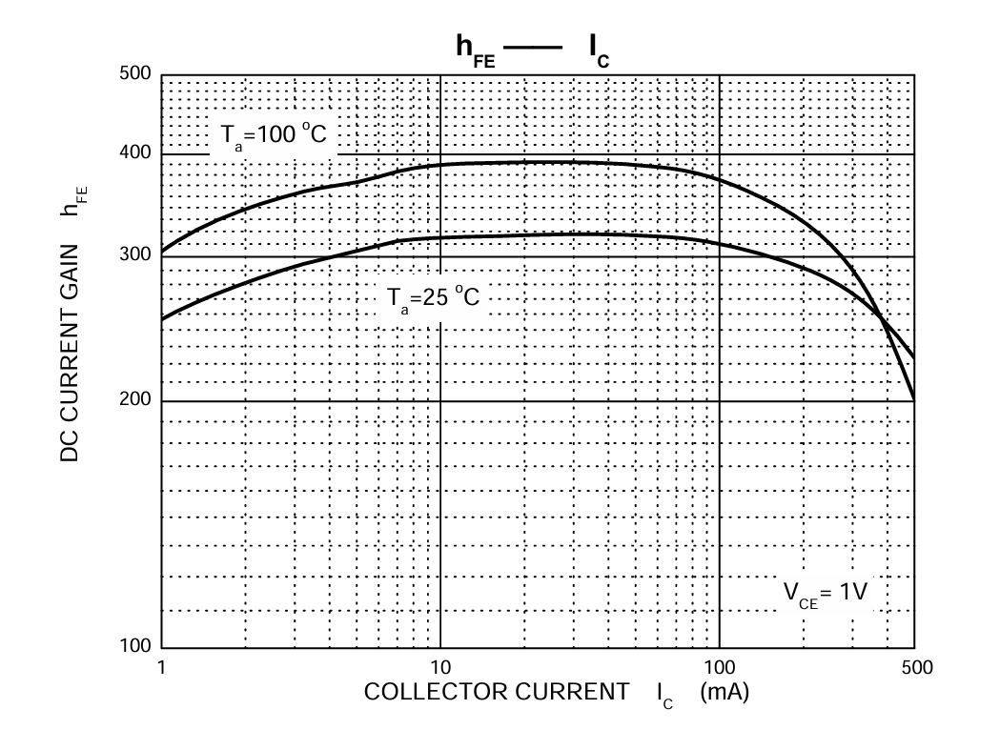 hFE —— IC
500
Ta=100 °C
400
300
Ta=25 °C
200
VCE= 1V
100
1 10 100 500
COLLECTOR CURRENT IC (mA)
DC CURRENT GAIN hFE